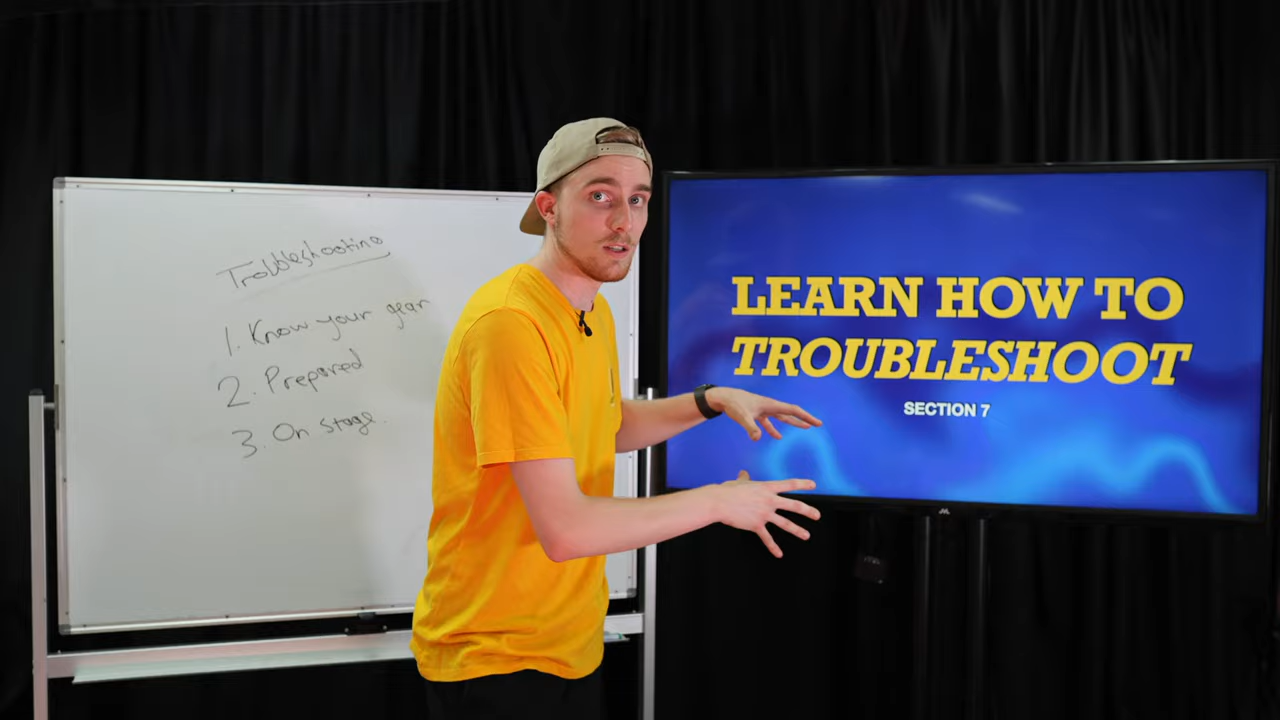 Troubleshooting
1. Know your gear
2. Prepared
3. On stage.
LEARN HOW TO
TROUBLESHOOT
SECTION 7